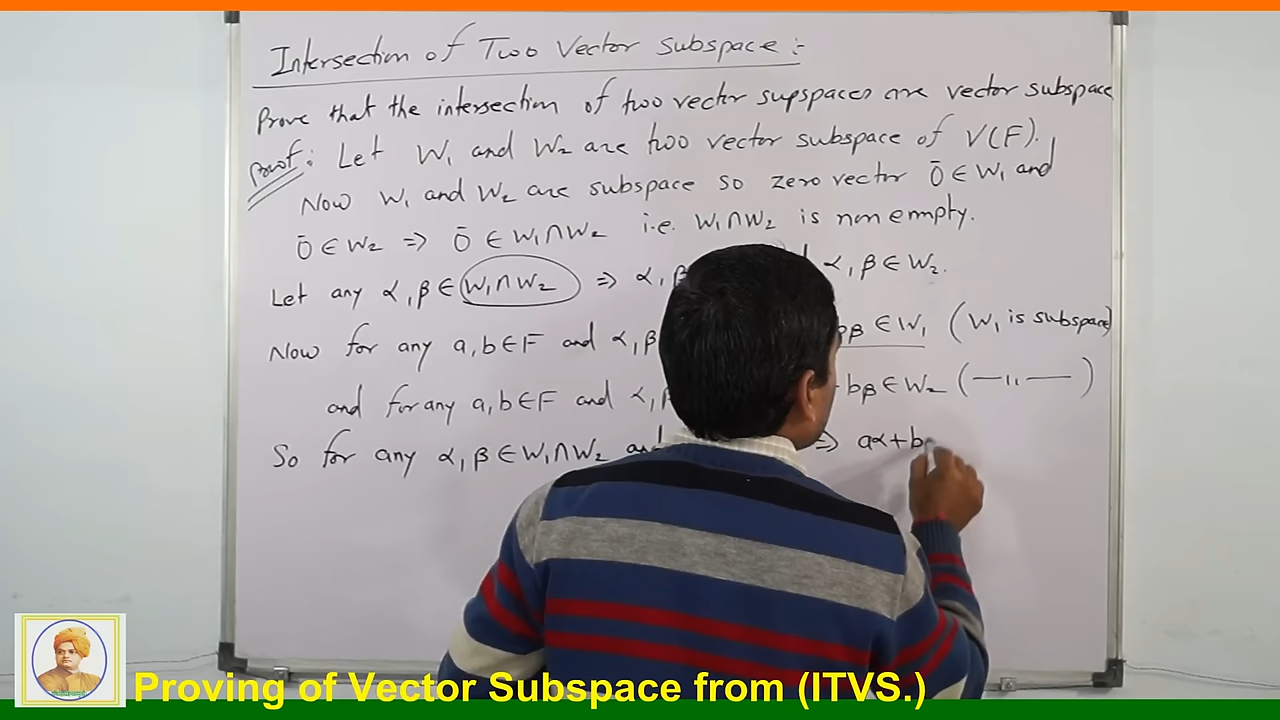 Intersection of Two Vector Subspace :-
Prove that the intersection of two vector supspaces are vector subspace
Proof: Let W₁ and W₂ are two vector subspace of V(F).
Now W₁ and W₂ are subspace so zero vector 0̄ ∈ W₁ and
0̄ ∈ W₂ ⇒ 0̄ ∈ W₁∩W₂ i.e. W₁∩W₂ is non empty.
Let any α, β ∈ W₁∩W₂ ⇒ α, β α, β ∈ W₂.
Now for any a, b ∈ F and α, β bβ ∈ W₁ (W₁ is subspace)
and for any a, b ∈ F and α, β bβ ∈ W₂ (—ıı—)
So for any α, β ∈ W₁∩W₂ and ⇒ aα+b
Proving of Vector Subspace from (ITVS.)